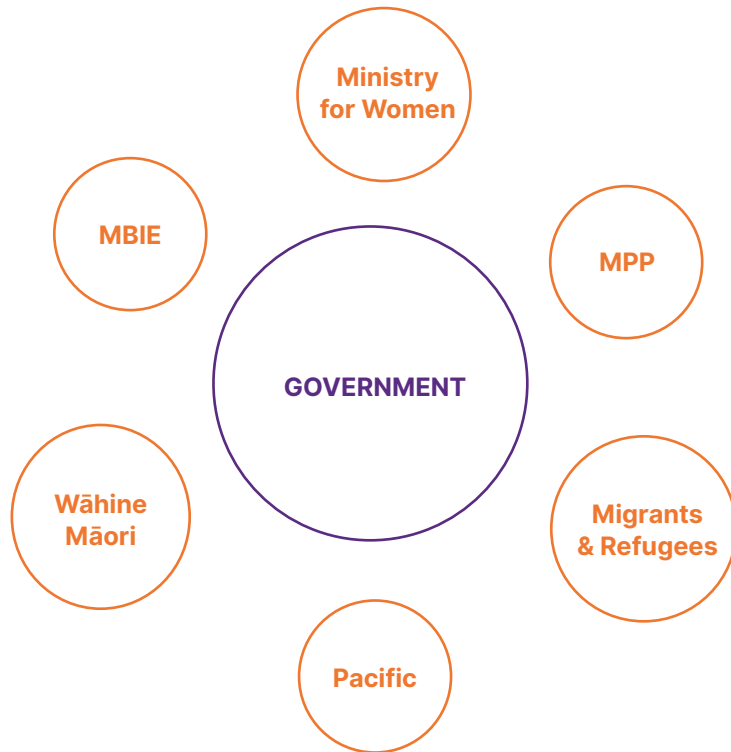 Ministry
for Women
MBIE
MPP
GOVERNMENT
Wāhine
Māori
Migrants
& Refugees
Pacific